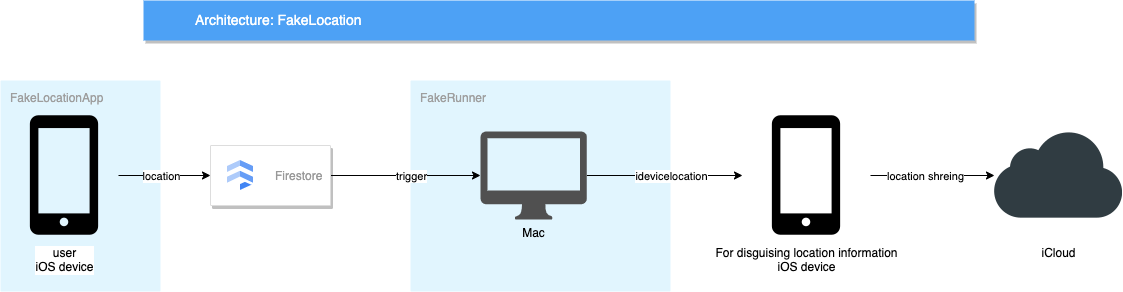 Architecture: FakeLocation
FakeLocationApp
FakeRunner
location
Firestore
trigger
idevicelocation
location shreing
user
iOS device
Mac
For disguising location information
iOS device
iCloud